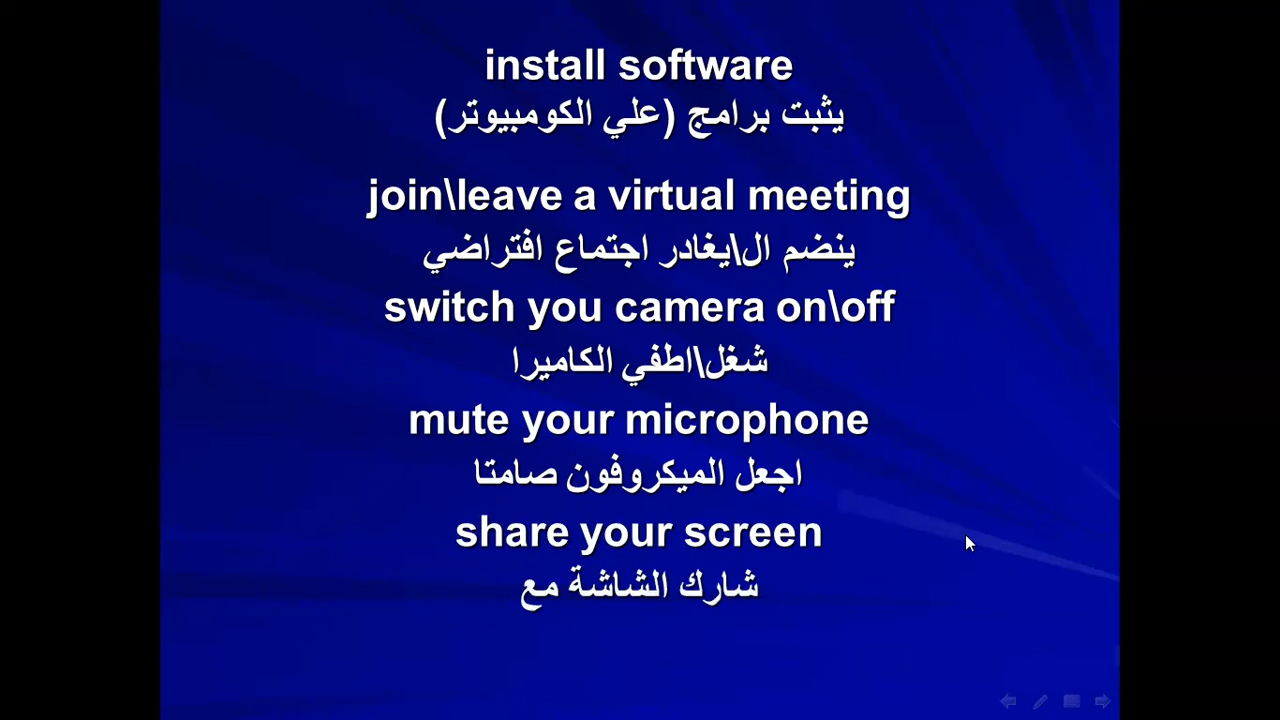 install software
يثبت برامج (علي الكومبيوتر)
join\leave a virtual meeting
ينضم ال\يغادر اجتماع افتراضي
switch you camera on\off
شغل\اطفي الكاميرا
mute your microphone
اجعل الميكروفون صامتا
share your screen
شارك الشاشة مع